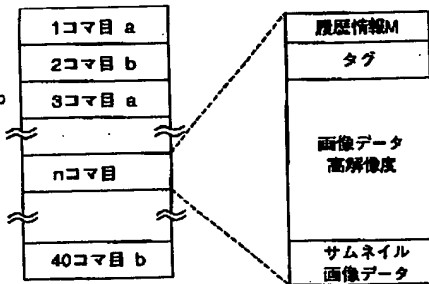 1コマ目 a
2コマ目 b
3コマ目 a
nコマ目
40コマ目 b
履歴情報M
タグ
画像データ
高解像度
サムネイル
画像データ